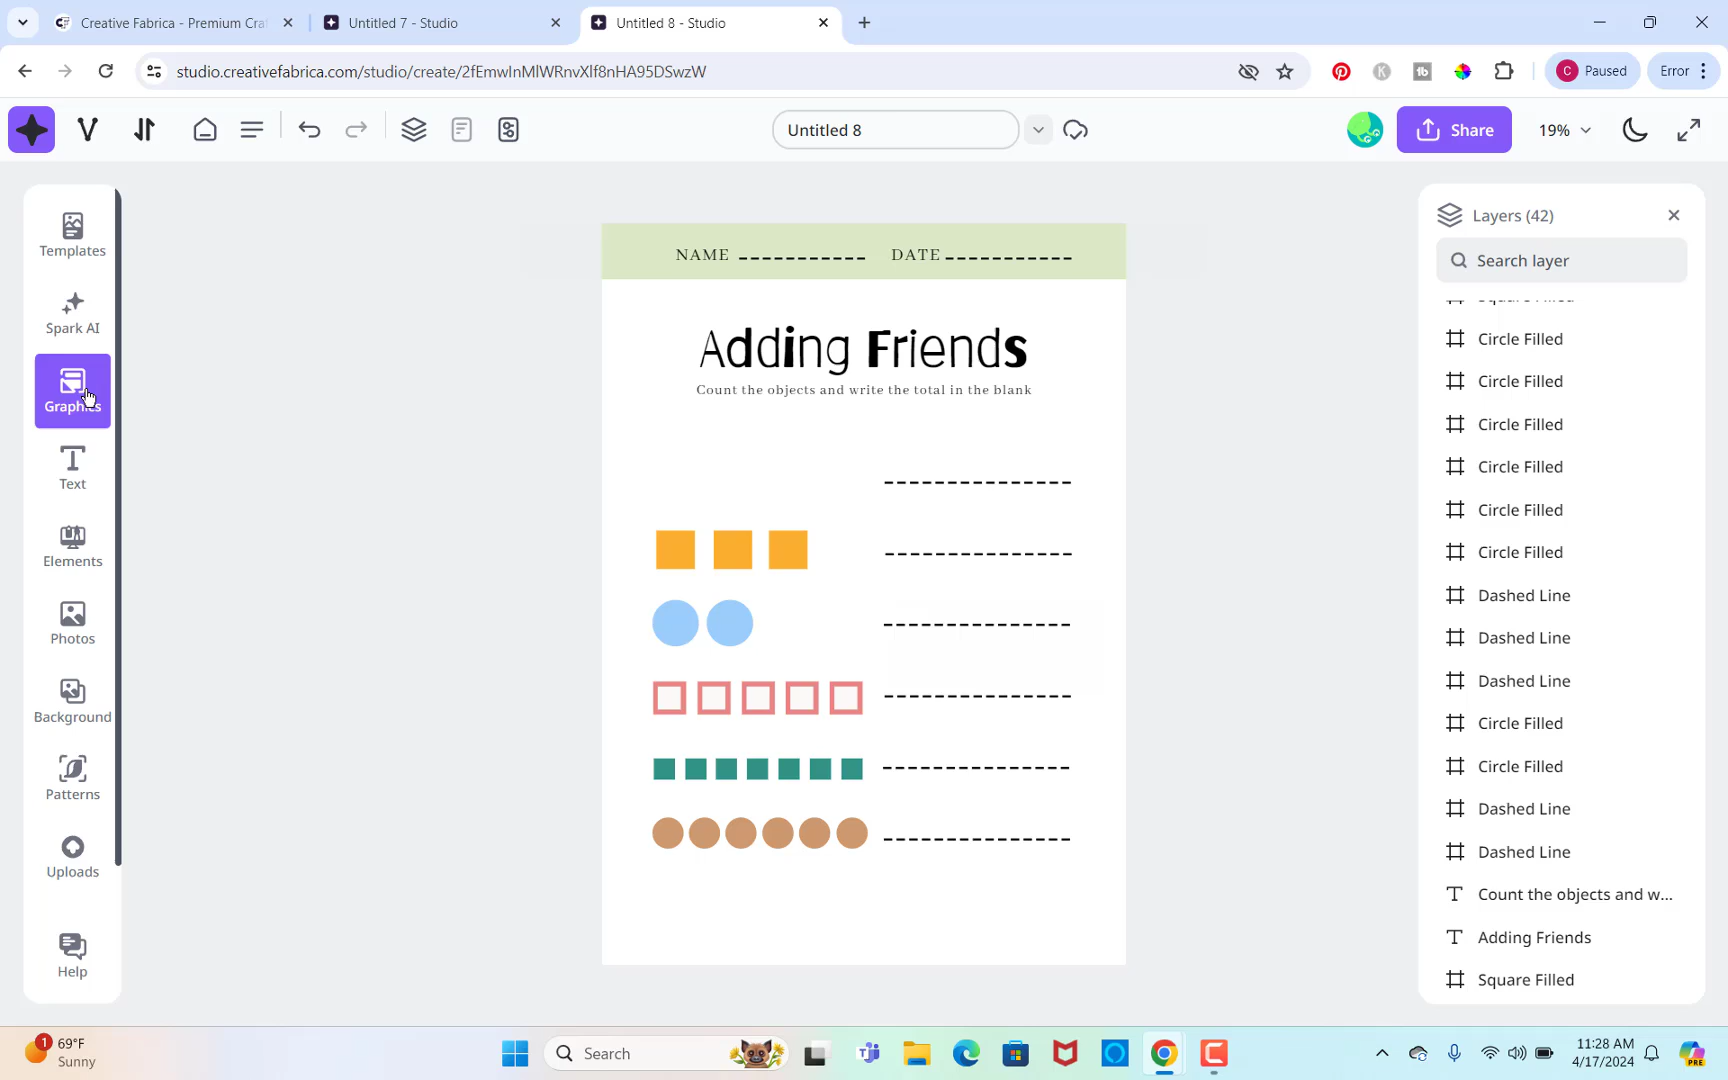 Creative Fabrica - Premium Cra
Untitled 7 - Studio
Untitled 8 - Studio
studio.creativefabrica.com/studio/create/2fEmwInMlWRnvXlf8nHA95DSwzW
C Paused
Error
Untitled 8
Share
19%
Templates
Spark AI
Graphics
Text
Elements
Photos
Background
Patterns
Uploads
Help
NAME DATE
Adding Friends
Count the objects and write the total in the blank
Layers (42)
Search layer
Circle Filled
Circle Filled
Circle Filled
Circle Filled
Circle Filled
Circle Filled
Dashed Line
Dashed Line
Dashed Line
Circle Filled
Circle Filled
Dashed Line
Dashed Line
Count the objects and w...
Adding Friends
Square Filled
1
69°F
Sunny
Search
11:28 AM
4/17/2024
PRE